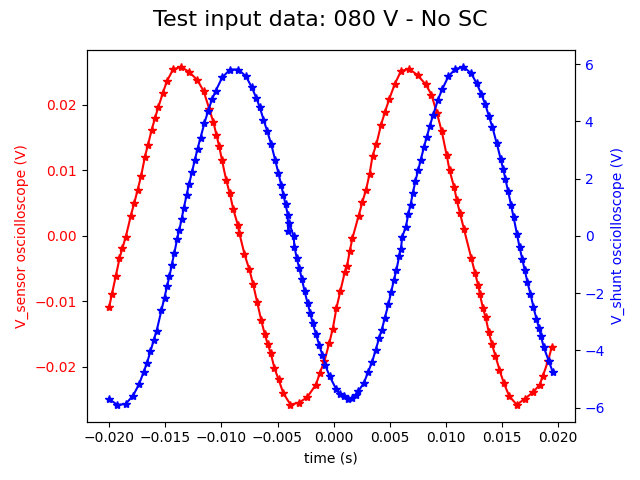 Test input data: 080 V - No SC
V_sensor osciolloscope (V)
0.02
0.01
0.00
−0.01
−0.02
6
4
2
0
−2
−4
−6
V_shunt osciolloscope (V)
−0.020 −0.015 −0.010 −0.005 0.000 0.005 0.010 0.015 0.020
time (s)